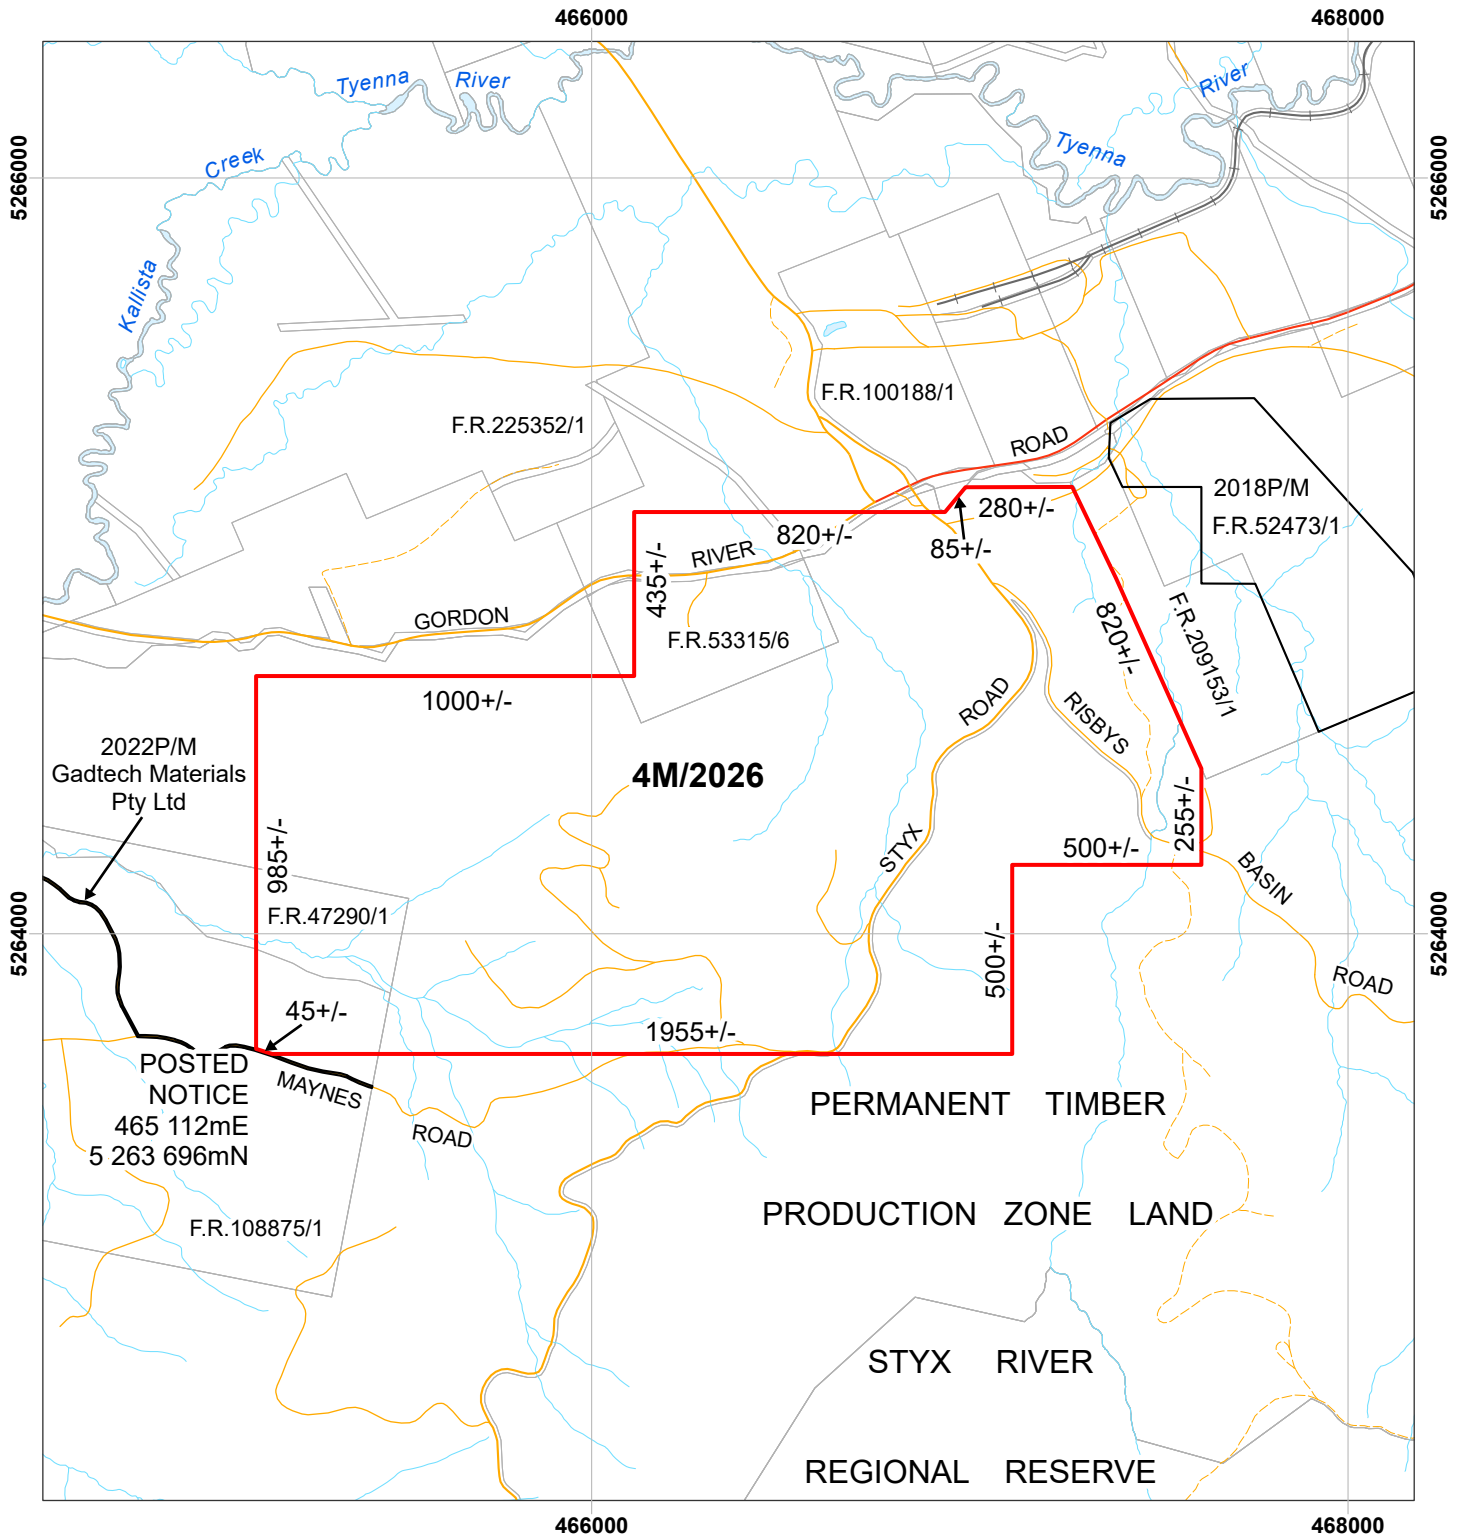 466000
468000
Tyenna
River
River
Creek
Tyenna
5266000
5266000
Kallista
F.R.100188/1
F.R.225352/1
ROAD
2018P/M
F.R.52473/1
280+/-
820+/-
85+/-
RIVER
435+/-
GORDON
F.R.53315/6
820+/-
F.R.209153/1
1000+/-
ROAD
RISBYS
2022P/M
Gadtech Materials
Pty Ltd
4M/2026
985+/-
STYX
255+/-
500+/-
BASIN
F.R.47290/1
5264000
5264000
500+/-
ROAD
45+/-
1955+/-
POSTED
NOTICE
465 112mE
5 263 696mN
MAYNES
ROAD
PERMANENT TIMBER
PRODUCTION ZONE LAND
F.R.108875/1
STYX RIVER
REGIONAL RESERVE
466000
468000